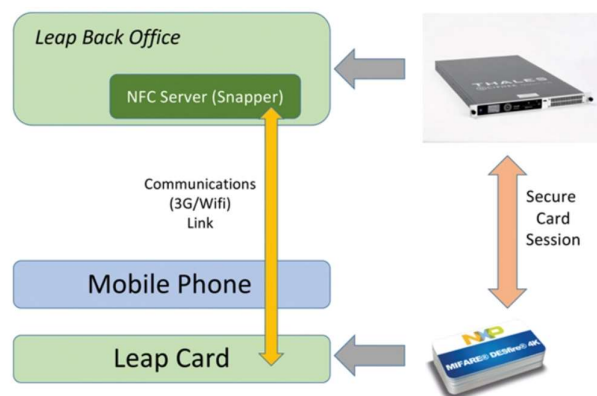 Leap Back Office
NFC Server (Snapper)
THALES
Communications
(3G/Wifi)
Link
Secure
Card
Session
Mobile Phone
Leap Card
NXP
MIFARE® DESfire® 4K